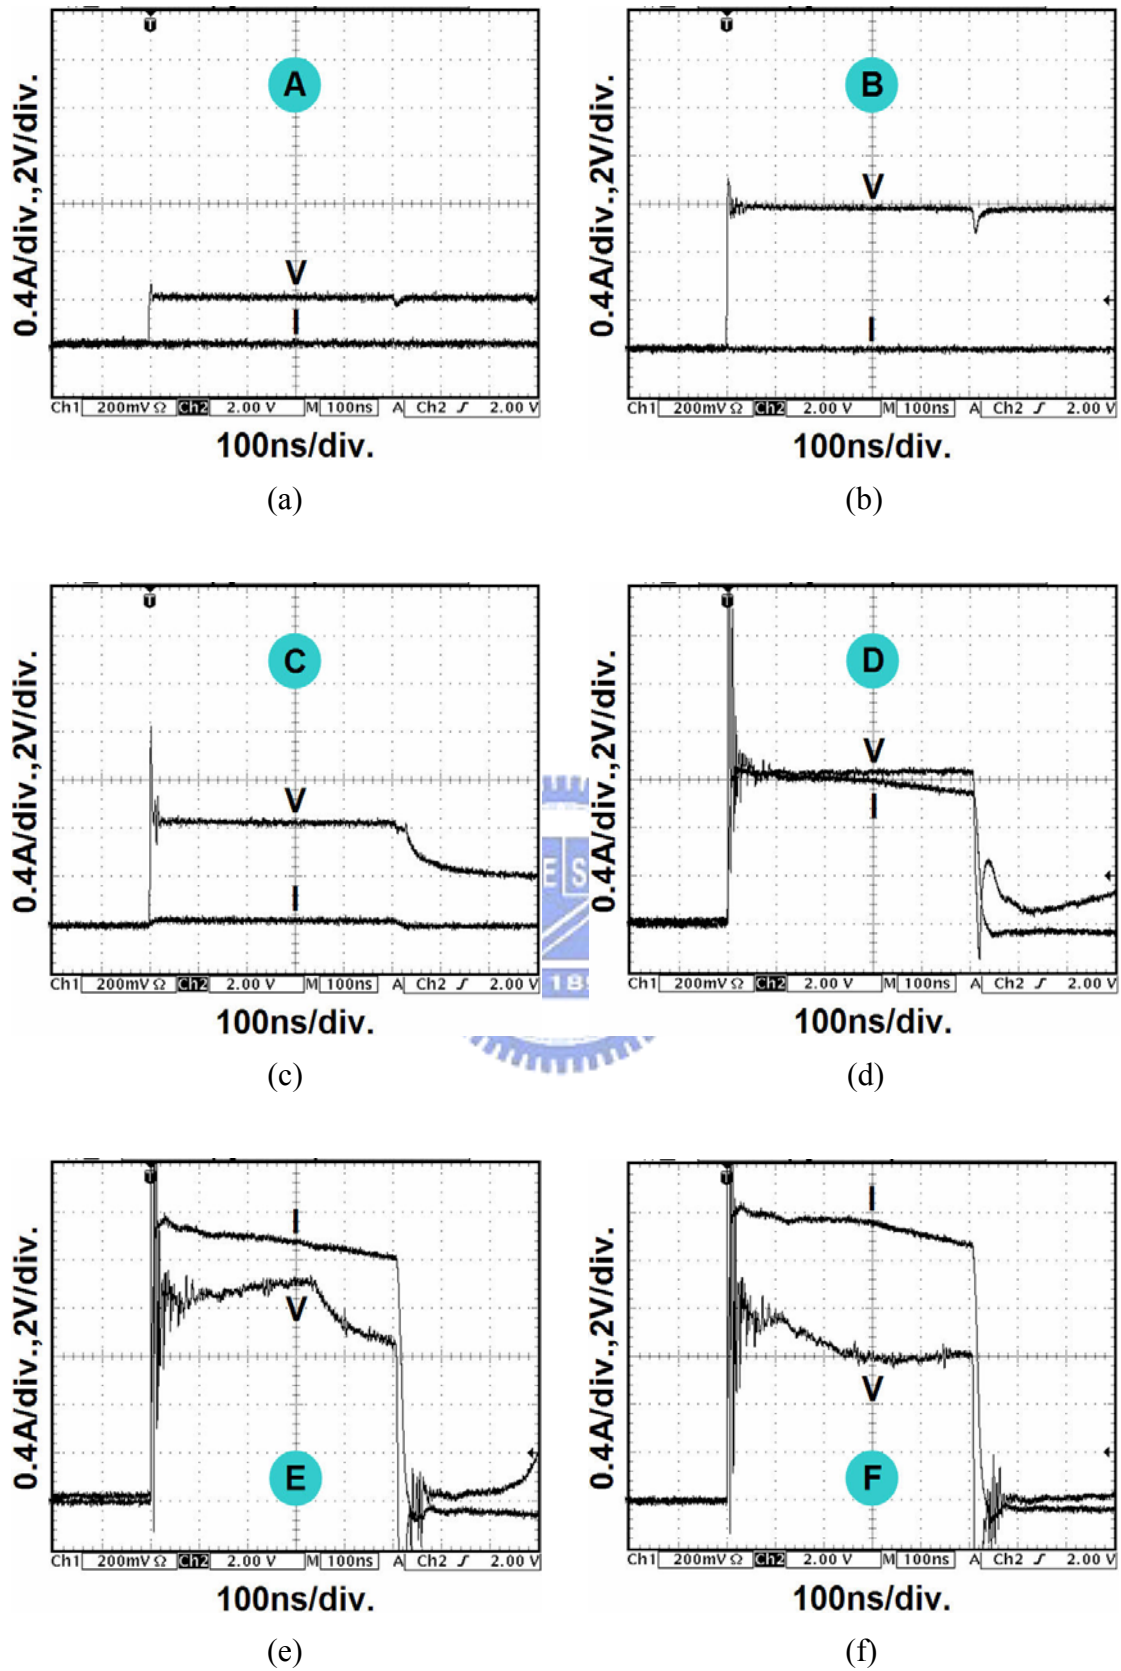 A
V
I
0.4A/div.,2V/div.
Ch1 200mV Ω Ch2 2.00 V M 100ns A Ch2 ∫ 2.00 V
100ns/div.
(a)
B
V
I
0.4A/div.,2V/div.
Ch1 200mV Ω Ch2 2.00 V M 100ns A Ch2 ∫ 2.00 V
100ns/div.
(b)
C
V
I
0.4A/div.,2V/div.
Ch1 200mV Ω Ch2 2.00 V M 100ns A Ch2 ∫ 2.00 V
100ns/div.
(c)
D
V
I
0.4A/div.,2V/div.
Ch1 200mV Ω Ch2 2.00 V M 100ns A Ch2 ∫ 2.00 V
100ns/div.
(d)
ES
189
I
V
E
0.4A/div.,2V/div.
Ch1 200mV Ω Ch2 2.00 V M 100ns A Ch2 ∫ 2.00 V
100ns/div.
(e)
I
V
F
0.4A/div.,2V/div.
Ch1 200mV Ω Ch2 2.00 V M 100ns A Ch2 ∫ 2.00 V
100ns/div.
(f)